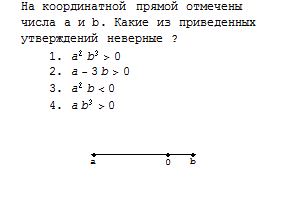 На координатной прямой отмечены
числа a и b. Какие из приведенных
утверждений неверные ?
1. a² b³ > 0
2. a – 3 b > 0
3. a² b < 0
4. a b³ > 0
a 0 b